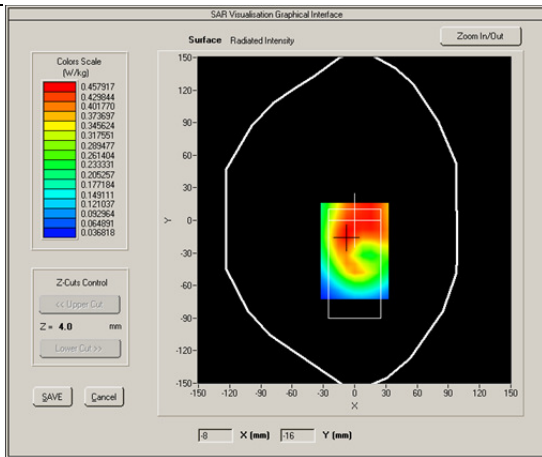 SAR Visualisation Graphical Interface
Surface Radiated Intensity
Zoom In/Out
Colors Scale
(W/kg)
0.457917
0.429844
0.401770
0.373697
0.345624
0.317551
0.289477
0.261404
0.233331
0.205257
0.177184
0.149111
0.121037
0.092964
0.064891
0.036818
150-
120-
90-
60-
30-
Y 0-
-30-
-60-
-90-
-120-
-150-
-150 -120 -90 -60 -30 0 30 60 90 120 150
X
Z-Cuts Control
<< Upper Cut
Z = 4.0 mm
Lower Cut >>
SAVE Cancel
-8 X (mm) -16 Y (mm)